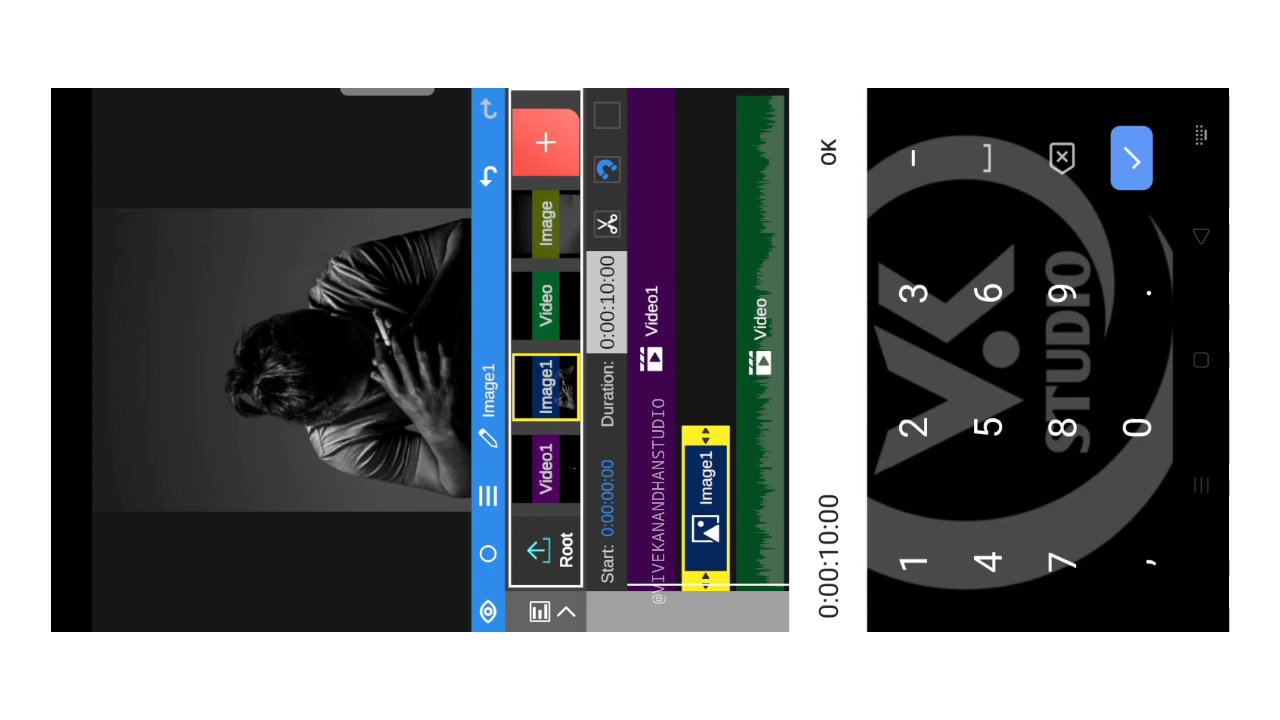 Image1
Root Video1 Image1 Video Image +
Start: 0:00:00:00 Duration: 0:00:10:00
@VIVEKANANDHANSTUDIO Video1
Image1
Video
0:00:10:00 OK
1 2 3 –
4 5 6
7 8 9
, 0 .
V.K
STUDIO